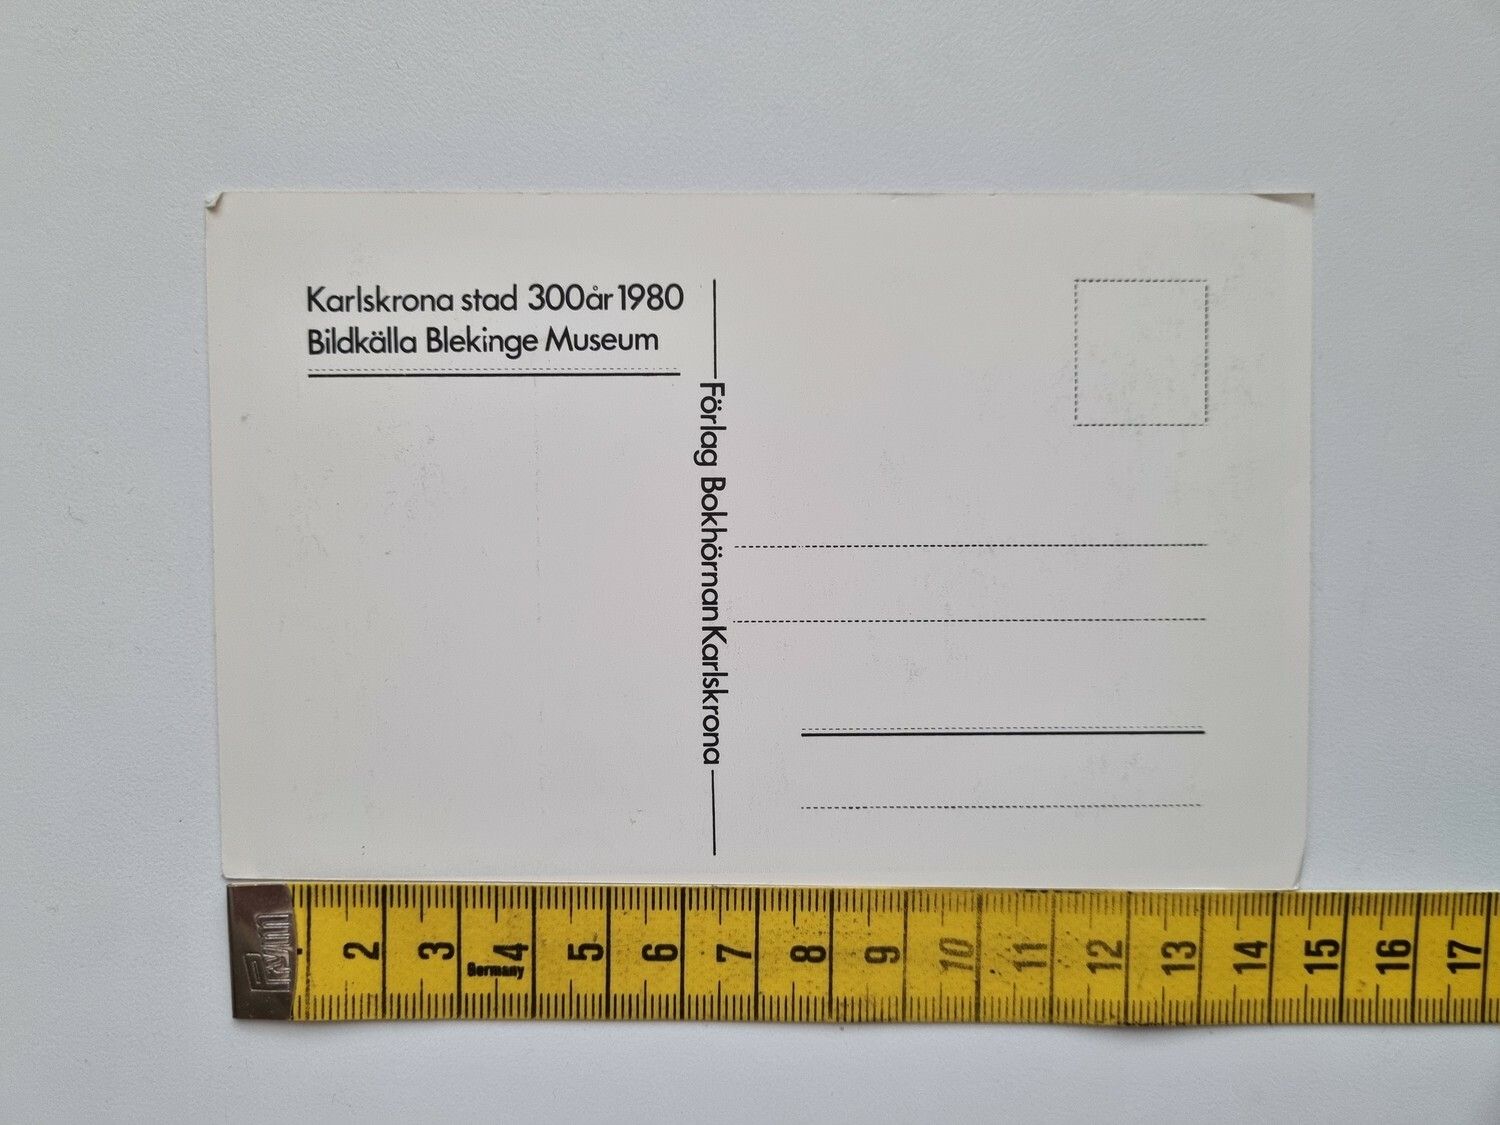 Karlskrona stad 300år 1980
Bildkälla Blekinge Museum
Förlag Bokhörnan Karlskrona
Prym
2 3 4 5 6 7 8 9 10 11 12 13 14 15 16 17
Germany